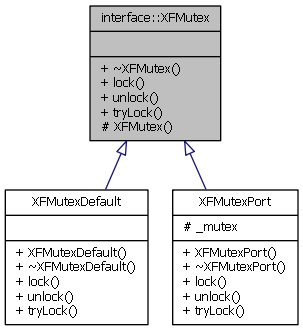 interface::XFMutex
+ ~XFMutex()
+ lock()
+ unlock()
+ tryLock()
# XFMutex()
XFMutexDefault
+ XFMutexDefault()
+ ~XFMutexDefault()
+ lock()
+ unlock()
+ tryLock()
XFMutexPort
# _mutex
+ XFMutexPort()
+ ~XFMutexPort()
+ lock()
+ unlock()
+ tryLock()